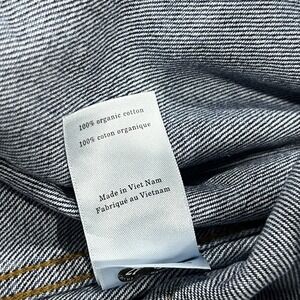 100% organic cotton
100% coton organique
Made in Viet Nam
Fabriqué au Vietnam